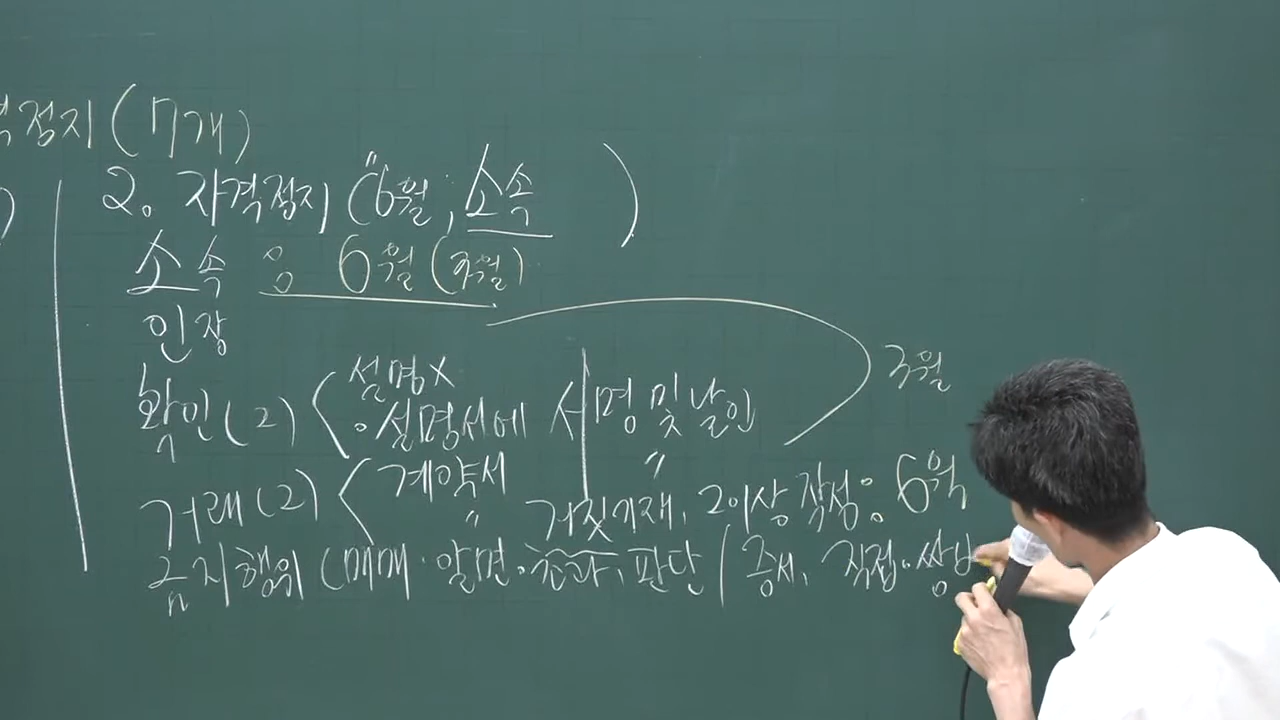 정지 (7개)
2. 자격정지 ("6월, 소속 )
소속 : 6월 (3월)
인장
확인 (2) 설명X
·설명서에 서명 및 날인
3월
거래 (2) 계약서 〃
〃 거짓기재, 2이상 작성: 6월
금지행위 (매매·알면·초과, 판단 / 증서, 직접·쌍